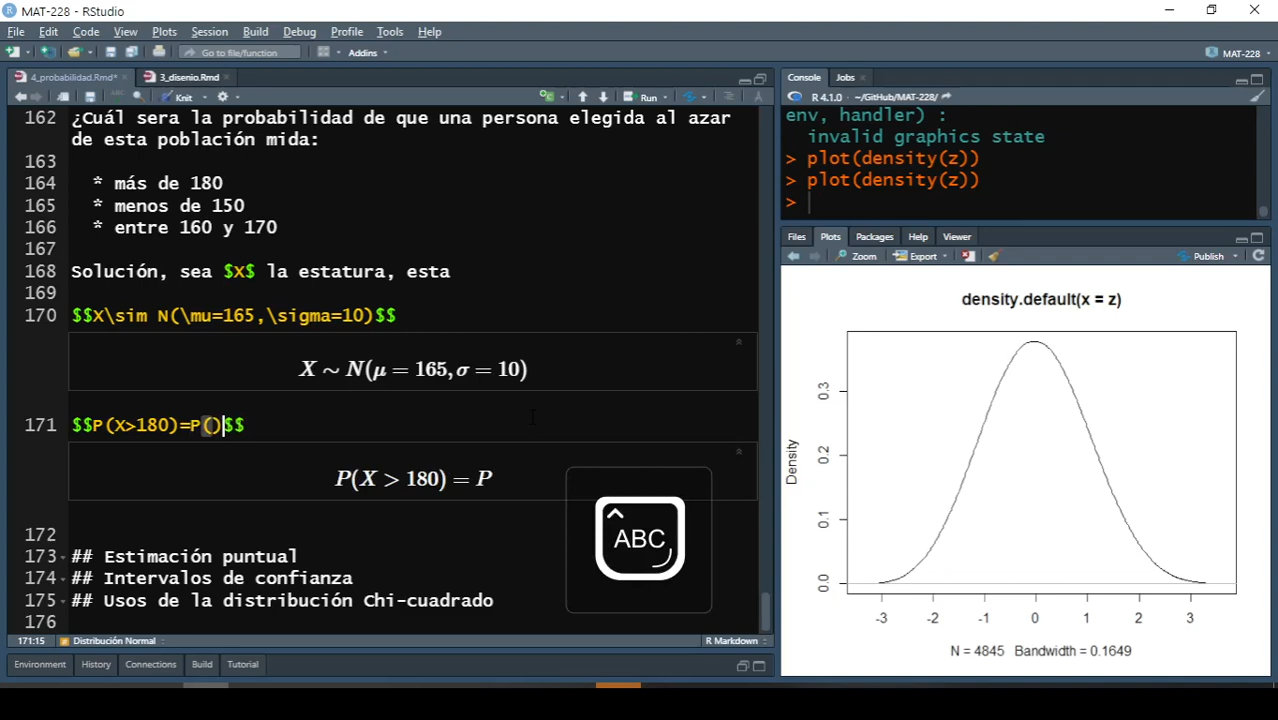 MAT-228 - RStudio
File Edit Code View Plots Session Build Debug Profile Tools Help
Go to file/function Addins MAT-228
4_probabilidad.Rmd* 3_disenio.Rmd
Knit Run
162 ¿Cuál sera la probabilidad de que una persona elegida al azar
de esta población mida:
163
164 * más de 180
165 * menos de 150
166 * entre 160 y 170
167
168 Solución, sea $X$ la estatura, esta
169
170 $$X\sim N(\mu=165,\sigma=10)$$
X ∼ N(μ = 165, σ = 10)
171 $$P(X>180)=P()$$
P(X > 180) = P
ABC
172
173 ## Estimación puntual
174 ## Intervalos de confianza
175 ## Usos de la distribución Chi-cuadrado
176
171:15 Distribución Normal R Markdown
Environment History Connections Build Tutorial
Console Jobs
R 4.1.0 · ~/GitHub/MAT-228/
env, handler) :
invalid graphics state
> plot(density(z))
> plot(density(z))
>
Files Plots Packages Help Viewer
Zoom Export Publish
density.default(x = z)
Density
0.3
0.2
0.1
0.0
-3 -2 -1 0 1 2 3
N = 4845 Bandwidth = 0.1649